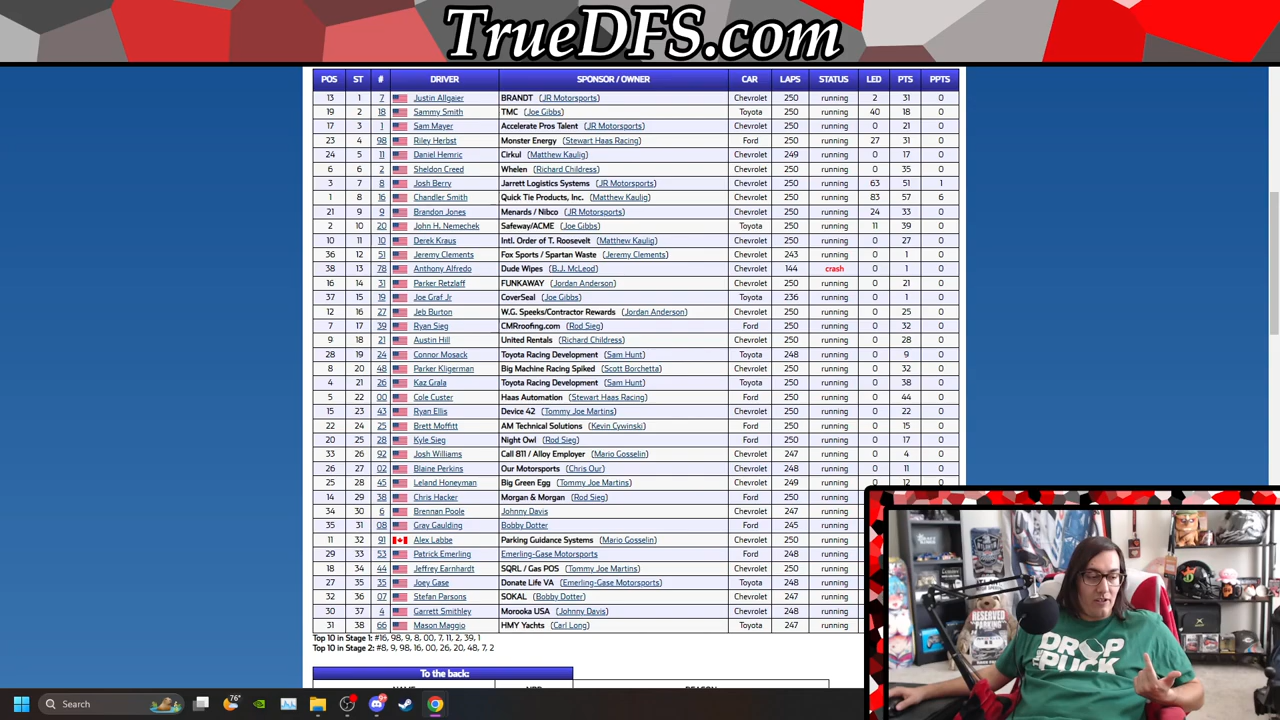 TrueDFS.com
POS ST # DRIVER SPONSOR / OWNER CAR LAPS STATUS LED PTS PPTS
13 1 7 Justin Allgaier BRANDT (JR Motorsports) Chevrolet 250 running 2 31 0
19 2 18 Sammy Smith TMC (Joe Gibbs) Toyota 250 running 40 18 0
17 3 1 Sam Mayer Accelerate Pros Talent (JR Motorsports) Chevrolet 250 running 0 21 0
23 4 98 Riley Herbst Monster Energy (Stewart Haas Racing) Ford 250 running 27 31 0
24 5 11 Daniel Hemric Cirkul (Matthew Kaulig) Chevrolet 249 running 0 17 0
6 6 2 Sheldon Creed Whelen (Richard Childress) Chevrolet 250 running 0 35 0
3 7 8 Josh Berry Jarrett Logistics Systems (JR Motorsports) Chevrolet 250 running 63 51 1
1 8 16 Chandler Smith Quick Tie Products, Inc. (Matthew Kaulig) Chevrolet 250 running 83 57 6
21 9 9 Brandon Jones Menards / Nibco (JR Motorsports) Chevrolet 250 running 24 33 0
2 10 20 John H. Nemechek Safeway/ACME (Joe Gibbs) Toyota 250 running 11 39 0
10 11 10 Derek Kraus Intl. Order of T. Roosevelt (Matthew Kaulig) Chevrolet 250 running 0 27 0
36 12 51 Jeremy Clements Fox Sports / Spartan Waste (Jeremy Clements) Chevrolet 243 running 0 1 0
38 13 78 Anthony Alfredo Dude Wipes (B.J. McLeod) Chevrolet 144 crash 0 1 0
16 14 31 Parker Retzlaff FUNKAWAY (Jordan Anderson) Chevrolet 250 running 0 21 0
37 15 19 Joe Graf Jr CoverSeal (Joe Gibbs) Toyota 236 running 0 1 0
12 16 27 Jeb Burton W.G. Speeks/Contractor Rewards (Jordan Anderson) Chevrolet 250 running 0 25 0
7 17 39 Ryan Sieg CMRroofing.com (Rod Sieg) Ford 250 running 0 32 0
9 18 21 Austin Hill United Rentals (Richard Childress) Chevrolet 250 running 0 28 0
28 19 24 Connor Mosack Toyota Racing Development (Sam Hunt) Toyota 248 running 0 9 0
8 20 48 Parker Kligerman Big Machine Racing Spiked (Scott Borchetta) Chevrolet 250 running 0 32 0
4 21 26 Kaz Grala Toyota Racing Development (Sam Hunt) Toyota 250 running 0 38 0
5 22 00 Cole Custer Haas Automation (Stewart Haas Racing) Ford 250 running 0 44 0
15 23 43 Ryan Ellis Device 42 (Tommy Joe Martins) Chevrolet 250 running 0 22 0
22 24 25 Brett Moffitt AM Technical Solutions (Kevin Cywinski) Ford 250 running 0 15 0
20 25 28 Kyle Sieg Night Owl (Rod Sieg) Ford 250 running 0 17 0
33 26 92 Josh Williams Call 811 / Alloy Employer (Mario Gosselin) Chevrolet 247 running 0 4 0
26 27 02 Blaine Perkins Our Motorsports (Chris Our) Chevrolet 248 running 0 11 0
25 28 45 Leland Honeyman Big Green Egg (Tommy Joe Martins) Chevrolet 249 running 0 12 0
14 29 38 Chris Hacker Morgan & Morgan (Rod Sieg) Ford 250 running
34 30 6 Brennan Poole Johnny Davis Chevrolet 247 running
35 31 08 Gray Gaulding Bobby Dotter Ford 245 running
11 32 91 Alex Labbe Parking Guidance Systems (Mario Gosselin) Chevrolet 250 running
29 33 53 Patrick Emerling Emerling-Gase Motorsports Ford 248 running
18 34 44 Jeffrey Earnhardt SQRL / Gas POS (Tommy Joe Martins) Chevrolet 250 running
27 35 35 Joey Gase Donate Life VA (Emerling-Gase Motorsports) Toyota 248 running
32 36 07 Stefan Parsons SOKAL (Bobby Dotter) Chevrolet 247 running
30 37 4 Garrett Smithley Morooka USA (Johnny Davis) Chevrolet 248 running
31 38 66 Mason Maggio HMY Yachts (Carl Long) Toyota 247 running
Top 10 in Stage 1: #16, 98, 9, 8, 00, 7, 11, 2, 39, 1
Top 10 in Stage 2: #8, 9, 98, 16, 00, 26, 20, 48, 7, 2
To the back:
RESERVED
PARKING
DROP
THE
PUCK
Search
76°